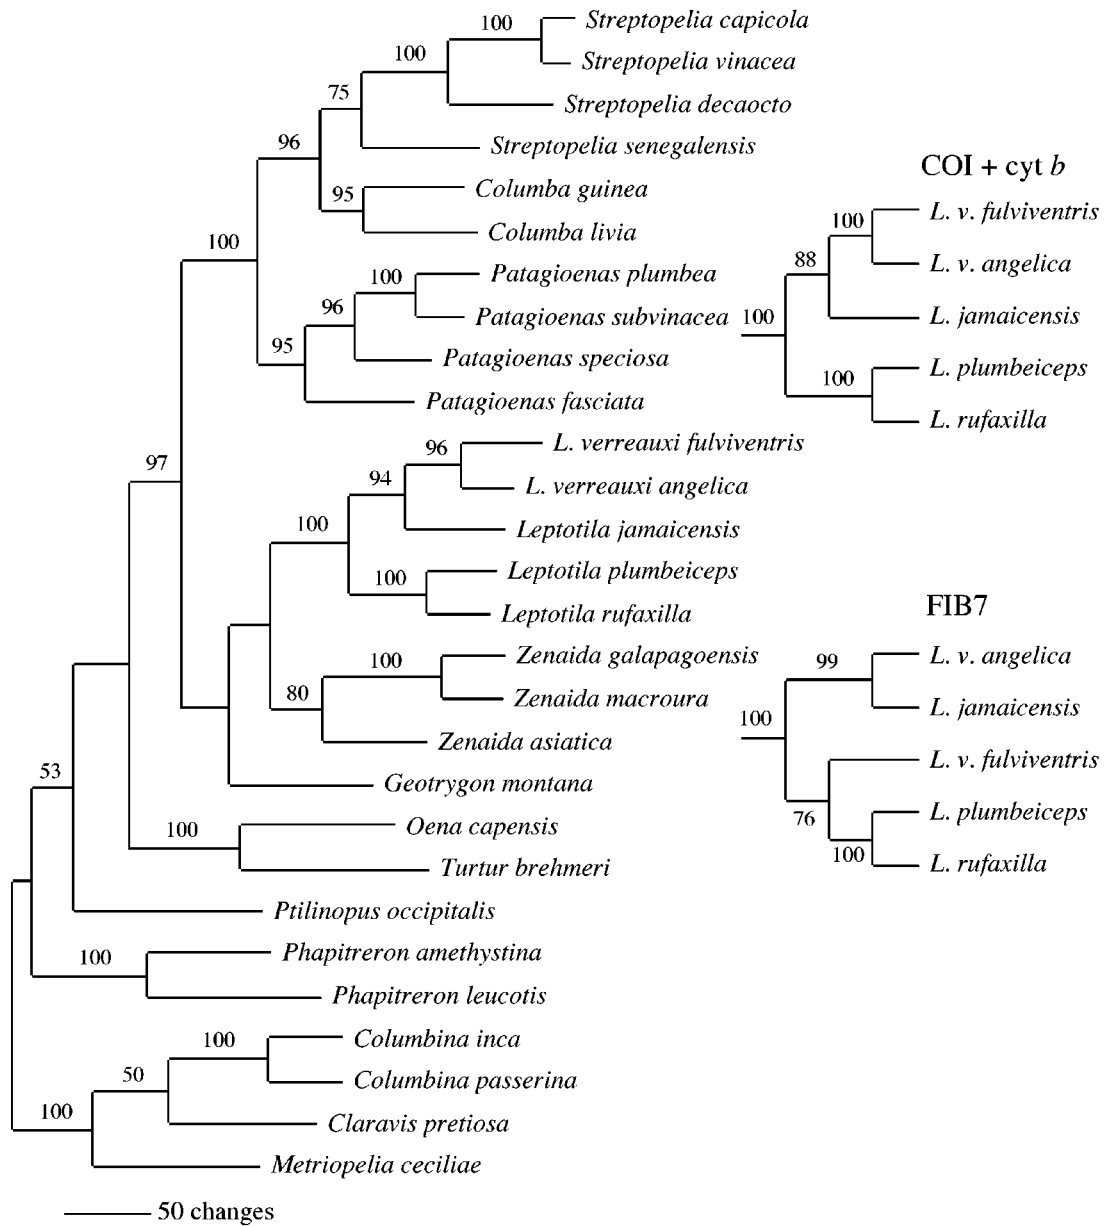 100
Streptopelia capicola
100
Streptopelia vinacea
75
Streptopelia decaocto
96
Streptopelia senegalensis
95
Columba guinea
100
Columba livia
100
Patagioenas plumbea
96
Patagioenas subvinacea
95
Patagioenas speciosa
Patagioenas fasciata
97
96
L. verreauxi fulviventris
94
L. verreauxi angelica
100
Leptotila jamaicensis
100
Leptotila plumbeiceps
Leptotila rufaxilla
100
Zenaida galapagoensis
80
Zenaida macroura
Zenaida asiatica
53
Geotrygon montana
100
Oena capensis
Turtur brehmeri
Ptilinopus occipitalis
100
Phapitreron amethystina
Phapitreron leucotis
100
Columbina inca
50
Columbina passerina
100
Claravis pretiosa
Metriopelia ceciliae
50 changes
COI + cyt b
100
L. v. fulviventris
88
L. v. angelica
100
L. jamaicensis
100
L. plumbeiceps
L. rufaxilla
FIB7
99
L. v. angelica
100
L. jamaicensis
L. v. fulviventris
76
L. plumbeiceps
100
L. rufaxilla